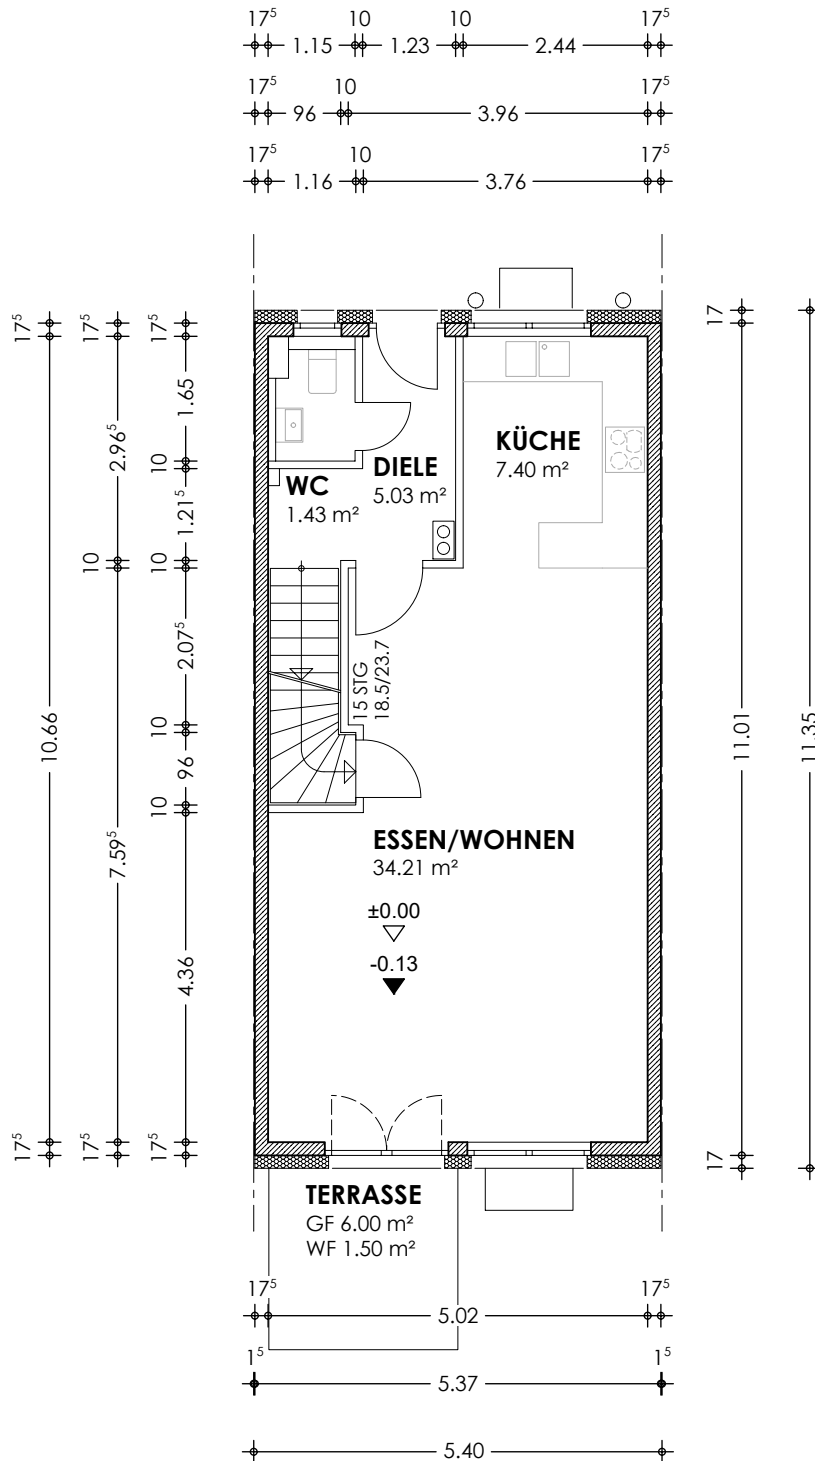 17⁵ 10 10 17⁵
1.15 1.23 2.44
10 17⁵
17⁵ 96 3.96
17⁵ 10 17⁵
1.16 3.76
17⁵ 17⁵ 17⁵ 17
1.65
2.96⁵
10
1.21⁵
10 10
2.07⁵
10
96
10
10.66
7.59⁵
4.36
17⁵ 17⁵ 17⁵ 17
11.01
11.35
KÜCHE
7.40 m²
DIELE
5.03 m²
WC
1.43 m²
15 STG
18.5/23.7
ESSEN/WOHNEN
34.21 m²
±0.00
-0.13
TERRASSE
GF 6.00 m²
WF 1.50 m²
17⁵ 17⁵
5.02
1⁵ 1⁵
5.37
5.40